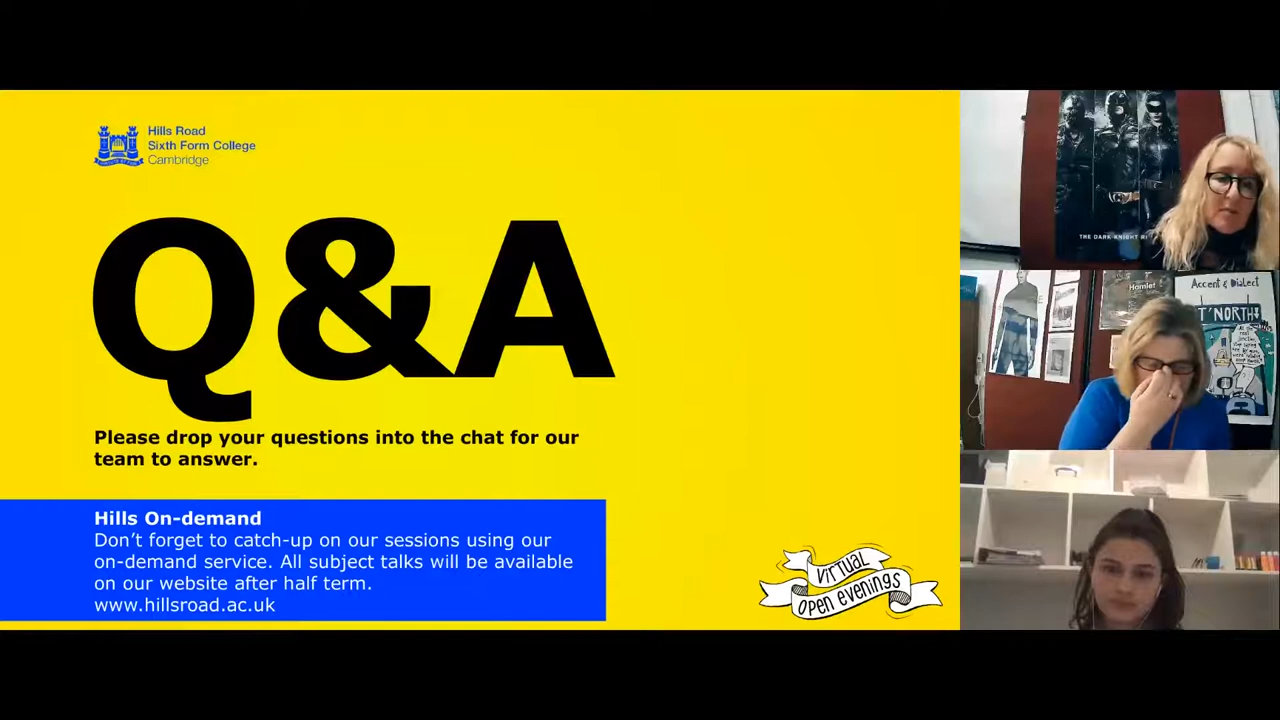 Hills Road
Sixth Form College
Cambridge
Q&A
Please drop your questions into the chat for our
team to answer.
Hills On-demand
Don’t forget to catch-up on our sessions using our
on-demand service. All subject talks will be available
on our website after half term.
www.hillsroad.ac.uk
VIRTUAL
OPEN EVENINGS
THE DARK KNIGHT
Hamlet
Accent & Dialect
T'NORTH